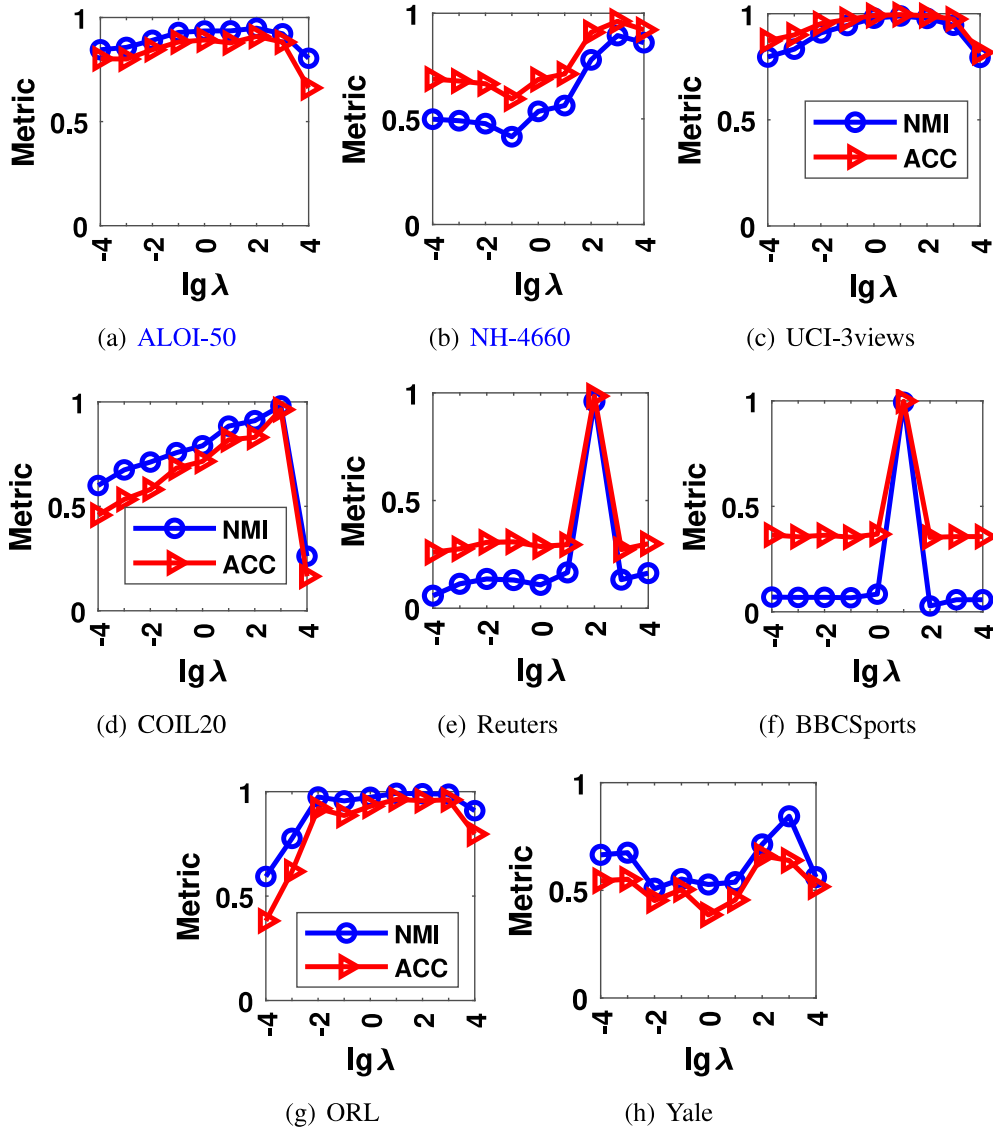 1
0.5
0
Metric
-4
-2
0
2
4
lg λ
(a) ALOI-50
1
0.5
0
Metric
-4
-2
0
2
4
lg λ
(b) NH-4660
1
0.5
0
Metric
NMI
ACC
-4
-2
0
2
4
lg λ
(c) UCI-3views
1
0.5
0
Metric
NMI
ACC
-4
-2
0
2
4
lg λ
(d) COIL20
1
0.5
0
Metric
-4
-2
0
2
4
lg λ
(e) Reuters
1
0.5
0
Metric
-4
-2
0
2
4
lg λ
(f) BBCSports
1
0.5
0
Metric
NMI
ACC
-4
-2
0
2
4
lg λ
(g) ORL
1
0.5
0
Metric
-4
-2
0
2
4
lg λ
(h) Yale